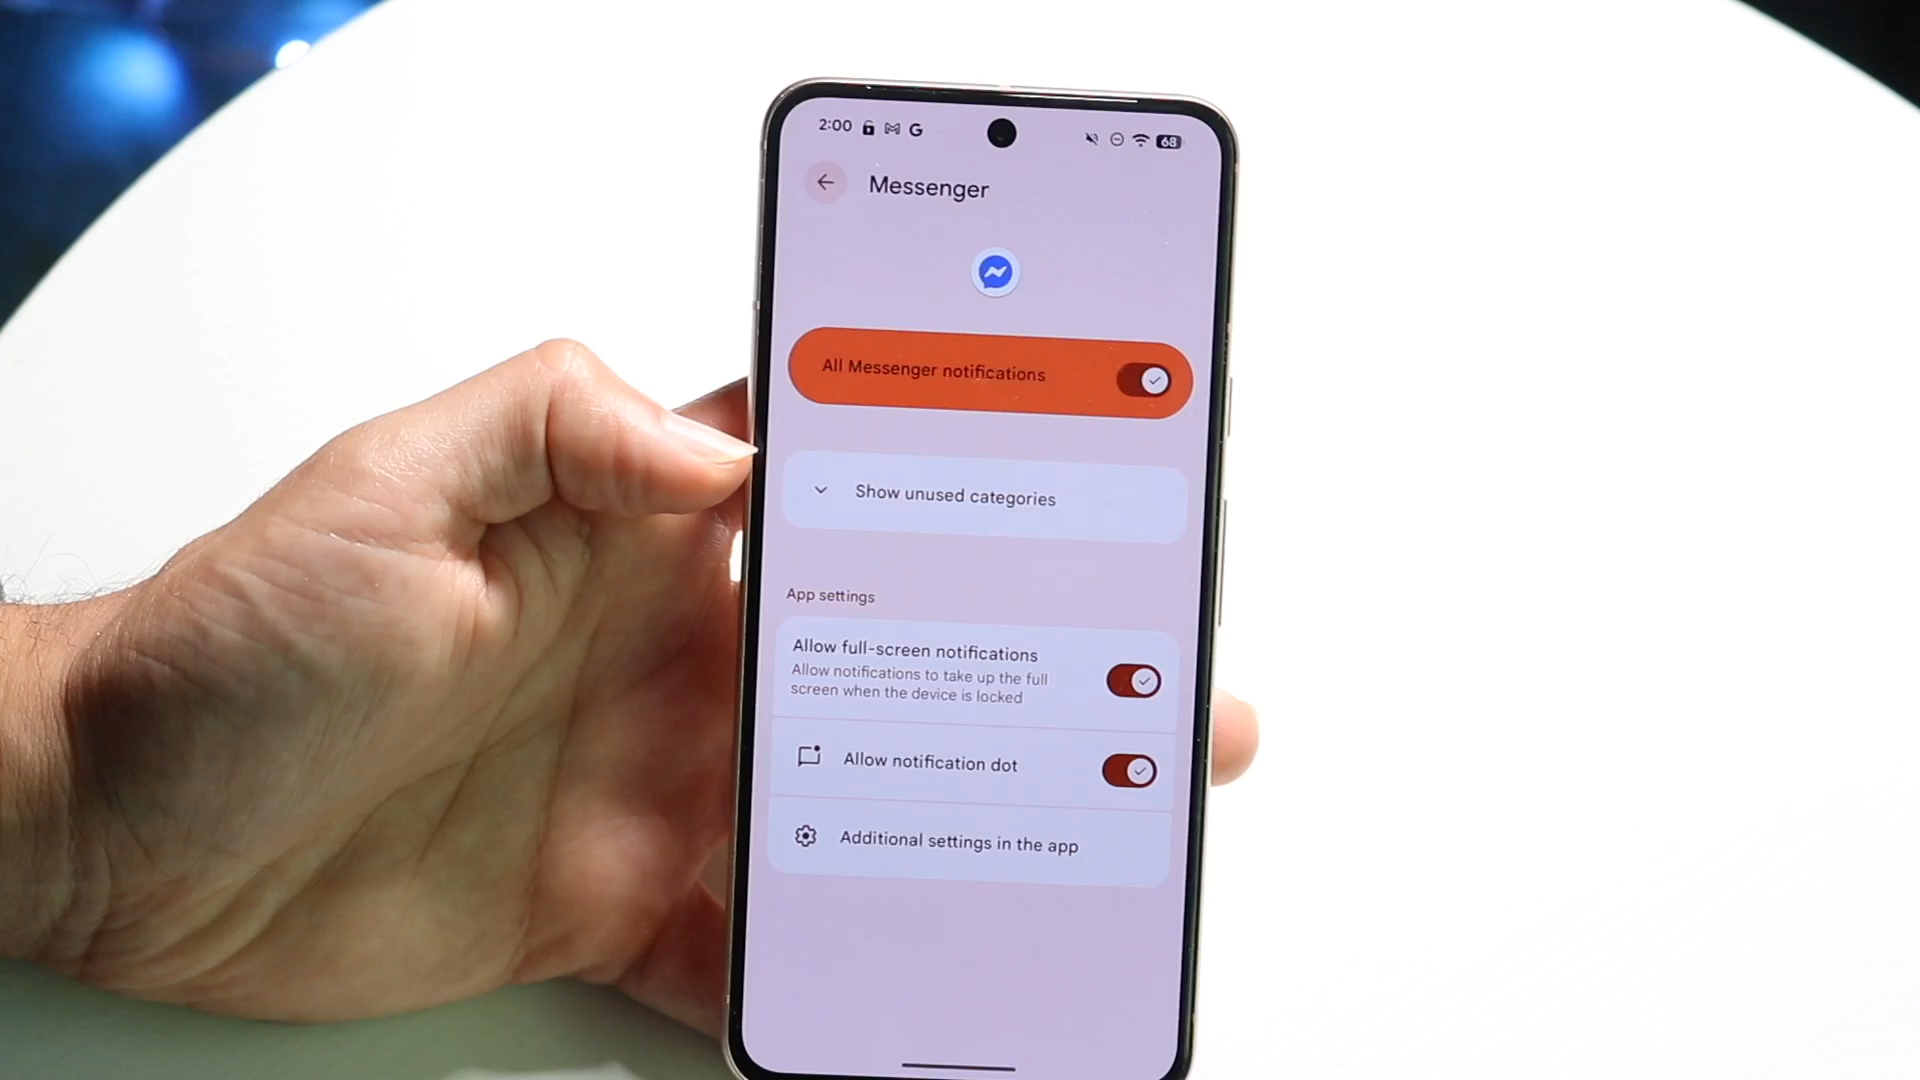 2:00 G 68
Messenger
All Messenger notifications
Show unused categories
App settings
Allow full-screen notifications
Allow notifications to take up the full
screen when the device is locked
Allow notification dot
Additional settings in the app